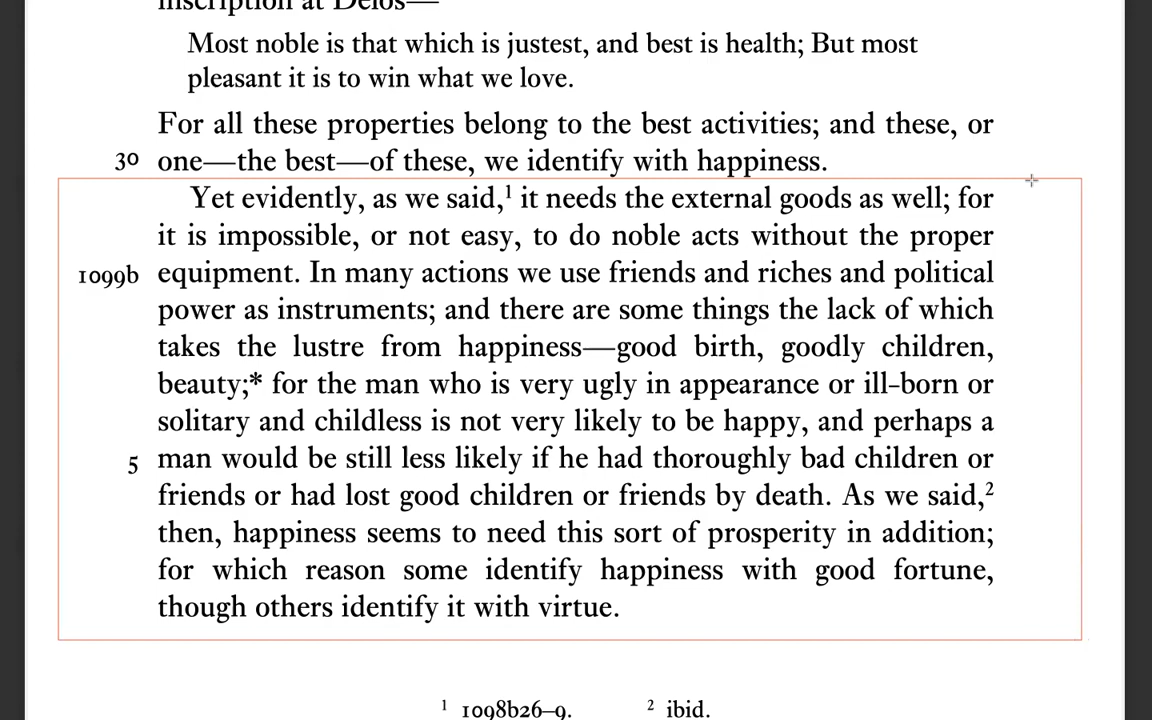 inscription at Delos—
Most noble is that which is justest, and best is health; But most
pleasant it is to win what we love.
For all these properties belong to the best activities; and these, or
30 one—the best—of these, we identify with happiness.
Yet evidently, as we said,¹ it needs the external goods as well; for
it is impossible, or not easy, to do noble acts without the proper
1099b equipment. In many actions we use friends and riches and political
power as instruments; and there are some things the lack of which
takes the lustre from happiness—good birth, goodly children,
beauty;* for the man who is very ugly in appearance or ill-born or
solitary and childless is not very likely to be happy, and perhaps a
5 man would be still less likely if he had thoroughly bad children or
friends or had lost good children or friends by death. As we said,²
then, happiness seems to need this sort of prosperity in addition;
for which reason some identify happiness with good fortune,
though others identify it with virtue.
¹ 1098b26–9. ² ibid.